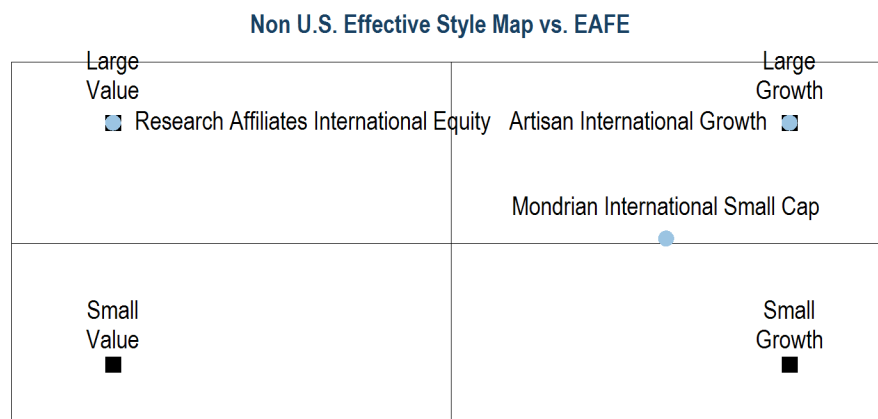 Non U.S. Effective Style Map vs. EAFE
Large
Value
Large
Growth
Research Affiliates International Equity
Artisan International Growth
Mondrian International Small Cap
Small
Value
Small
Growth